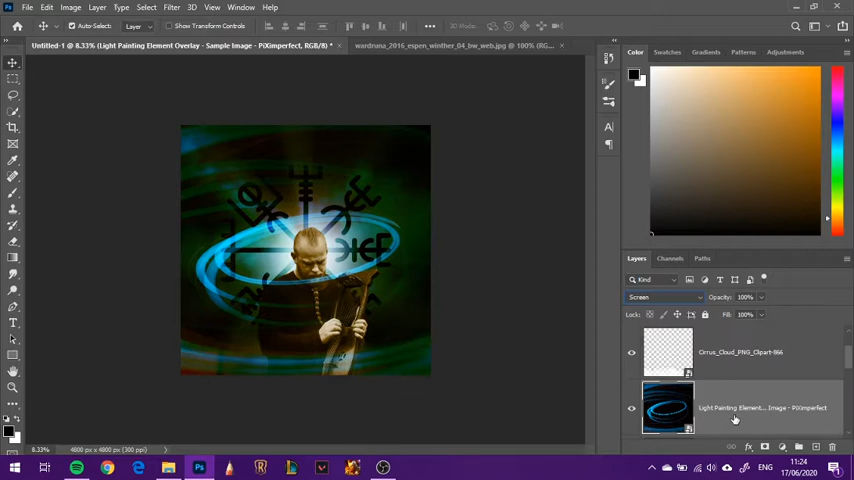 File Edit Image Layer Type Select Filter 3D View Window Help
Auto-Select: Layer Show Transform Controls 3D Mode:
Untitled-1 @ 8.33% (Light Painting Element Overlay - Sample Image - PiXimperfect, RGB/8) * ×
wardruna_2016_espen_winther_04_bw_web.jpg @ 100% (RG... ×
Color Swatches Gradients Patterns Adjustments
Layers Channels Paths
Kind
Screen Opacity: 100%
Lock: Fill: 100%
Cirrus_Cloud_PNG_Clipart-866
Light Painting Element... Image - PiXimperfect
8.33% 4800 px x 4800 px (300 ppi)
ENG
11:24
17/06/2020